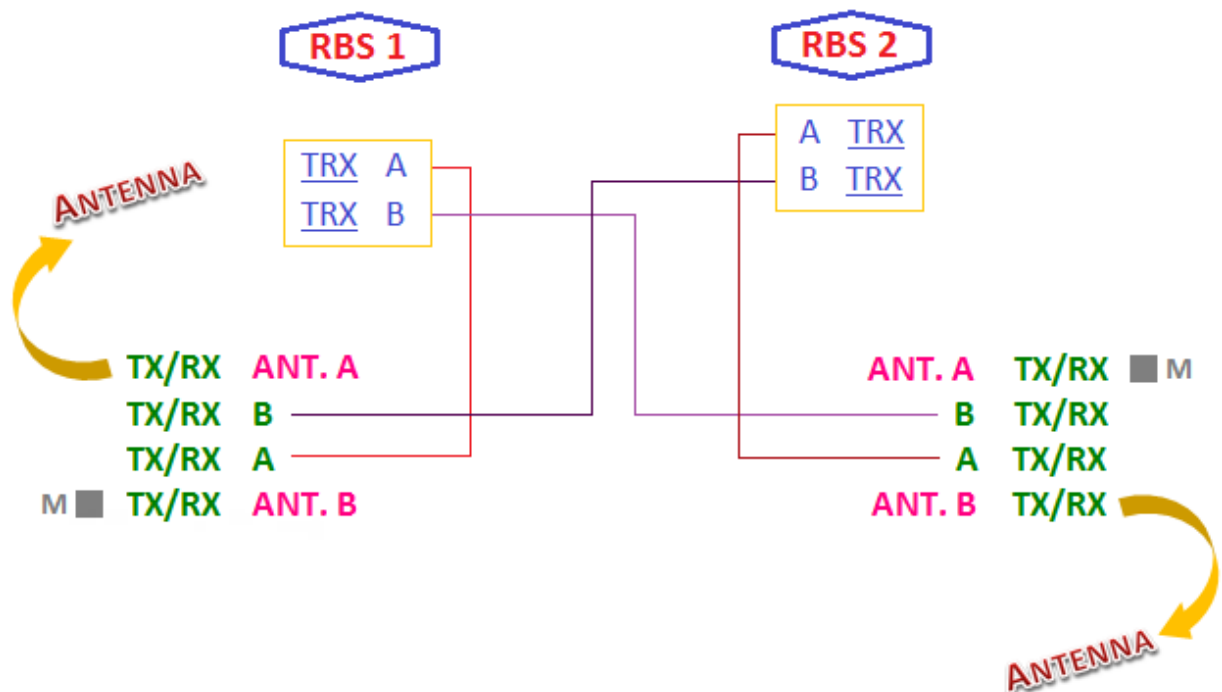 RBS 1
RBS 2
TRX A
TRX B
A TRX
B TRX
ANTENNA
TX/RX ANT. A
TX/RX B
TX/RX A
M TX/RX ANT. B
ANT. A TX/RX M
B TX/RX
A TX/RX
ANT. B TX/RX
ANTENNA